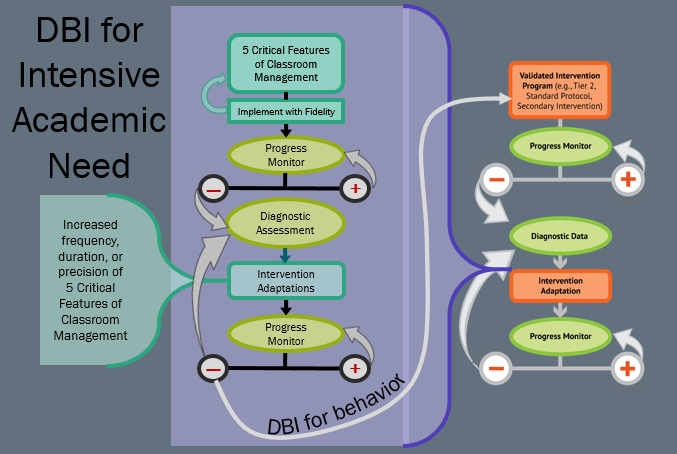 DBI for
Intensive
Academic
Need
Increased
frequency,
duration, or
precision of
5 Critical
Features of
Classroom
Management
5 Critical Features
of Classroom
Management
Implement with Fidelity
Progress
Monitor
−
+
Diagnostic
Assessment
Intervention
Adaptations
Progress
Monitor
−
+
DBI for behavior
Validated Intervention
Program (e.g., Tier 2,
Standard Protocol,
Secondary Intervention)
Progress Monitor
−
+
Diagnostic Data
Intervention
Adaptation
Progress Monitor
−
+